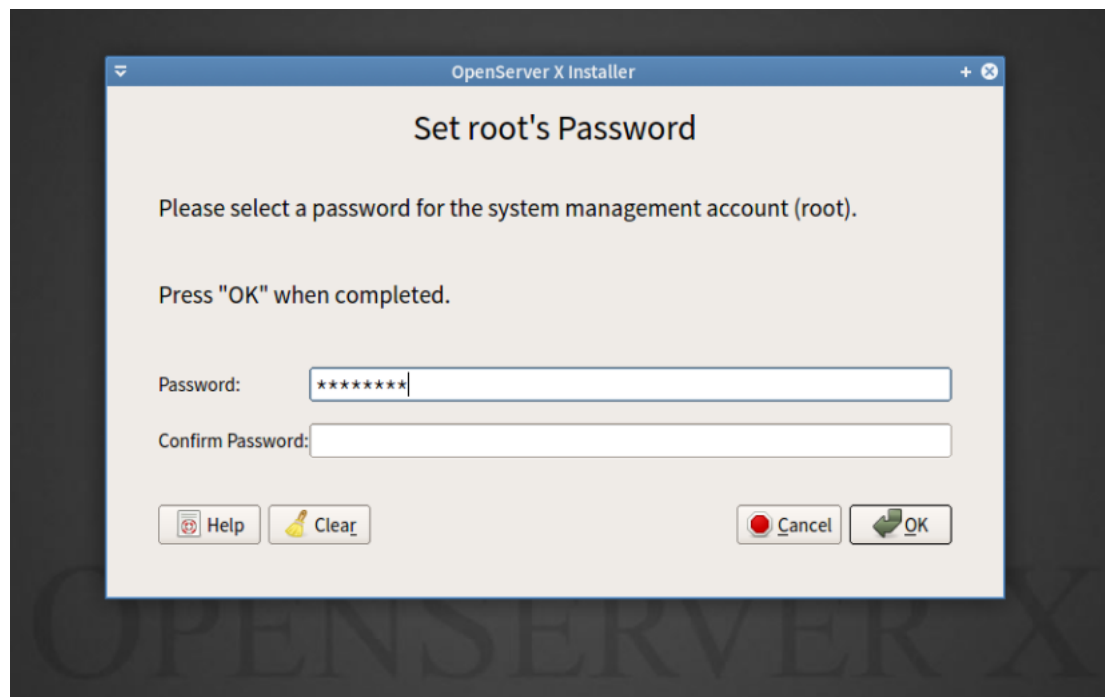 OpenServer X Installer
Set root's Password
Please select a password for the system management account (root).
Press "OK" when completed.
Password: ********
Confirm Password:
Help Clear Cancel OK
OPENSERVER X